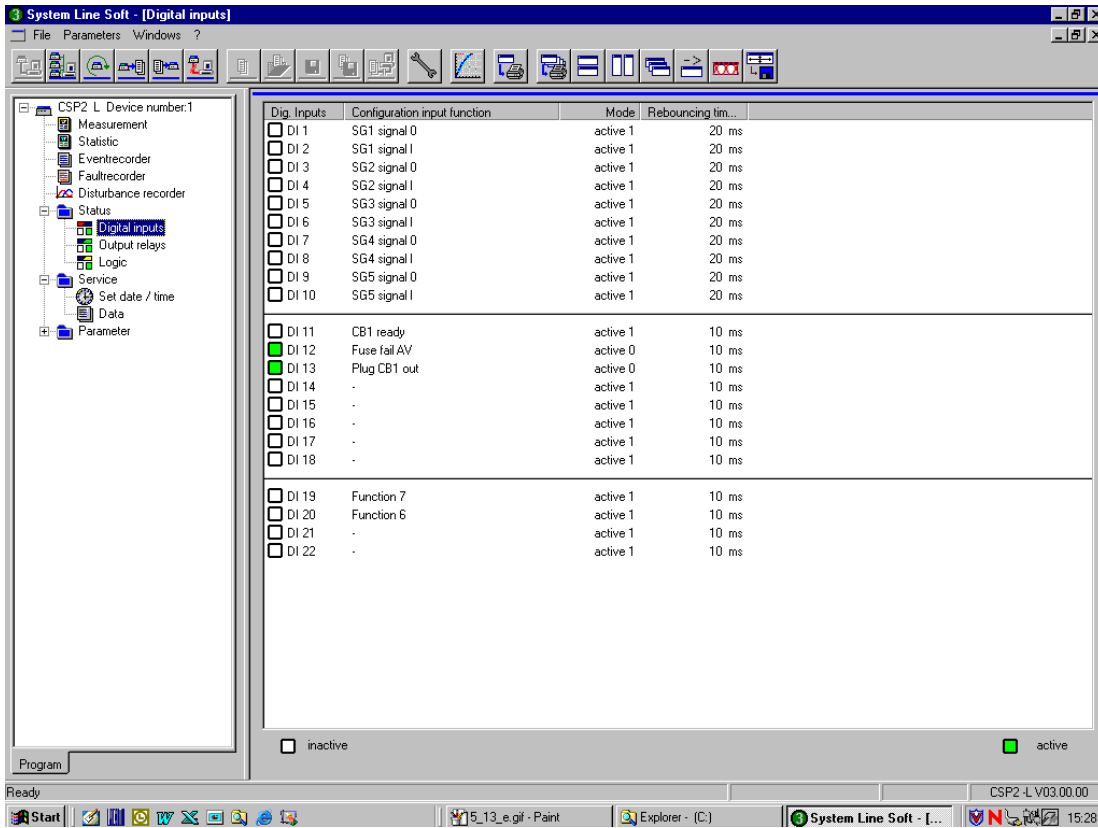 System Line Soft - [Digital inputs]
File Parameters Windows ?
CSP2 L Device number:1
Measurement
Statistic
Eventrecorder
Faultrecorder
Disturbance recorder
Status
Digital inputs
Output relays
Logic
Service
Set date / time
Data
Parameter
Program
Dig. Inputs Configuration input function Mode Rebouncing tim...
DI 1 SG1 signal 0 active 1 20 ms
DI 2 SG1 signal I active 1 20 ms
DI 3 SG2 signal 0 active 1 20 ms
DI 4 SG2 signal I active 1 20 ms
DI 5 SG3 signal 0 active 1 20 ms
DI 6 SG3 signal I active 1 20 ms
DI 7 SG4 signal 0 active 1 20 ms
DI 8 SG4 signal I active 1 20 ms
DI 9 SG5 signal 0 active 1 20 ms
DI 10 SG5 signal I active 1 20 ms
DI 11 CB1 ready active 1 10 ms
DI 12 Fuse fail AV active 0 10 ms
DI 13 Plug CB1 out active 0 10 ms
DI 14 - active 1 10 ms
DI 15 - active 1 10 ms
DI 16 - active 1 10 ms
DI 17 - active 1 10 ms
DI 18 - active 1 10 ms
DI 19 Function 7 active 1 10 ms
DI 20 Function 6 active 1 10 ms
DI 21 - active 1 10 ms
DI 22 - active 1 10 ms
inactive active
Ready CSP2 -L V03.00.00
Start 5_13_e.gif - Paint Explorer - (C:) System Line Soft - [... 15:28